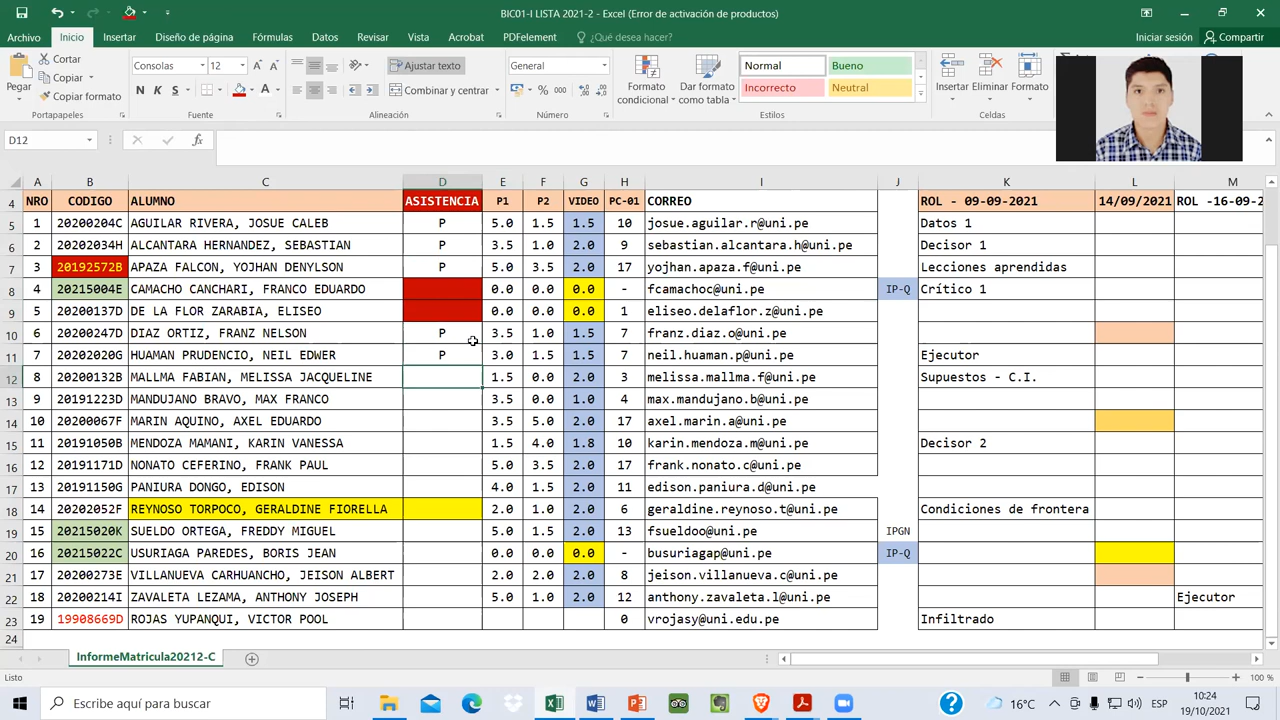 BIC01-I LISTA 2021-2 - Excel (Error de activación de productos)
Archivo Inicio Insertar Diseño de página Fórmulas Datos Revisar Vista Acrobat PDFelement ¿Qué desea hacer? Iniciar sesión Compartir
Pegar Cortar Copiar Copiar formato Portapapeles
Consolas 12 N K S Fuente
Ajustar texto Combinar y centrar Alineación
General % 000 Número
Formato condicional Dar formato como tabla
Normal Bueno Incorrecto Neutral Estilos
Insertar Eliminar Formato Celdas
D12 fx
A B C D E F G H I J K L M
4 NRO CODIGO ALUMNO ASISTENCIA P1 P2 VIDEO PC-01 CORREO ROL - 09-09-2021 14/09/2021 ROL -16-09-2
5 1 20200204C AGUILAR RIVERA, JOSUE CALEB P 5.0 1.0 1.5 10 josue.aguilar.r@uni.pe Datos 1
6 2 20202034H ALCANTARA HERNANDEZ, SEBASTIAN P 3.5 1.0 2.0 9 sebastian.alcantara.h@uni.pe Decisor 1
7 3 20192572B APAZA FALCON, YOJHAN DENYLSON P 5.0 3.5 2.0 17 yojhan.apaza.f@uni.pe Lecciones aprendidas
8 4 20215004E CAMACHO CANCHARI, FRANCO EDUARDO 0.0 0.0 0.0 - fcamachoc@uni.pe IP-Q Crítico 1
9 5 20200137D DE LA FLOR ZARABIA, ELISEO 0.0 0.0 0.0 1 eliseo.delaflor.z@uni.pe
10 6 20200247D DIAZ ORTIZ, FRANZ NELSON P 3.5 1.0 1.5 7 franz.diaz.o@uni.pe
11 7 20202020G HUAMAN PRUDENCIO, NEIL EDWER P 3.0 1.5 1.5 7 neil.huaman.p@uni.pe Ejecutor
12 8 20200132B MALLMA FABIAN, MELISSA JACQUELINE 1.5 0.0 2.0 3 melissa.mallma.f@uni.pe Supuestos - C.I.
13 9 20191223D MANDUJANO BRAVO, MAX FRANCO 3.5 0.0 1.0 4 max.mandujano.b@uni.pe
14 10 20200067F MARIN AQUINO, AXEL EDUARDO 3.5 5.0 2.0 17 axel.marin.a@uni.pe
15 11 20191050B MENDOZA MAMANI, KARIN VANESSA 1.5 4.0 1.8 10 karin.mendoza.m@uni.pe Decisor 2
16 12 20191171D NONATO CEFERINO, FRANK PAUL 5.0 3.5 2.0 17 frank.nonato.c@uni.pe
17 13 20191150G PANIURA DONGO, EDISON 4.0 1.5 2.0 11 edison.paniura.d@uni.pe
18 14 20202052F REYNOSO TORPOCO, GERALDINE FIORELLA 2.0 1.0 2.0 6 geraldine.reynoso.t@uni.pe Condiciones de frontera
19 15 20215020K SUELDO ORTEGA, FREDDY MIGUEL 5.0 1.5 2.0 13 fsueldoo@uni.pe IPGN
20 16 20215022C USURIAGA PAREDES, BORIS JEAN 0.0 0.0 0.0 - busuriagap@uni.pe IP-Q
21 17 20200273E VILLANUEVA CARHUANCHO, JEISON ALBERT 2.0 2.0 2.0 8 jeison.villanueva.c@uni.pe
22 18 20200214I ZAVALETA LEZAMA, ANTHONY JOSEPH 5.0 1.0 2.0 12 anthony.zavaleta.l@uni.pe Ejecutor
23 19 19908669D ROJAS YUPANQUI, VICTOR POOL 0 vrojasy@uni.edu.pe Infiltrado
24
InformeMatricula20212-C
Listo 100 %
Escribe aquí para buscar 16°C ESP 10:24
19/10/2021